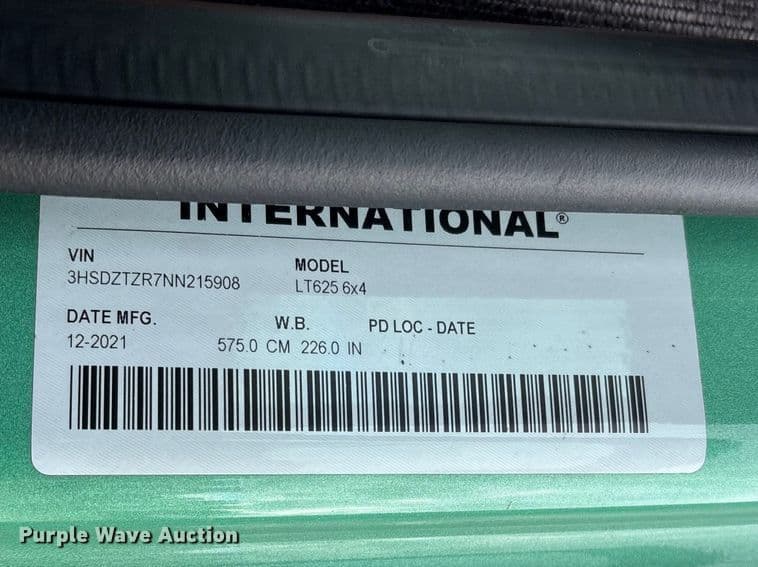 INTERNATIONAL®
VIN
3HSDZTZR7NN215908
MODEL
LT625 6x4
DATE MFG.
12-2021
W.B.
575.0 CM 226.0 IN
PD LOC - DATE
Purple Wave Auction